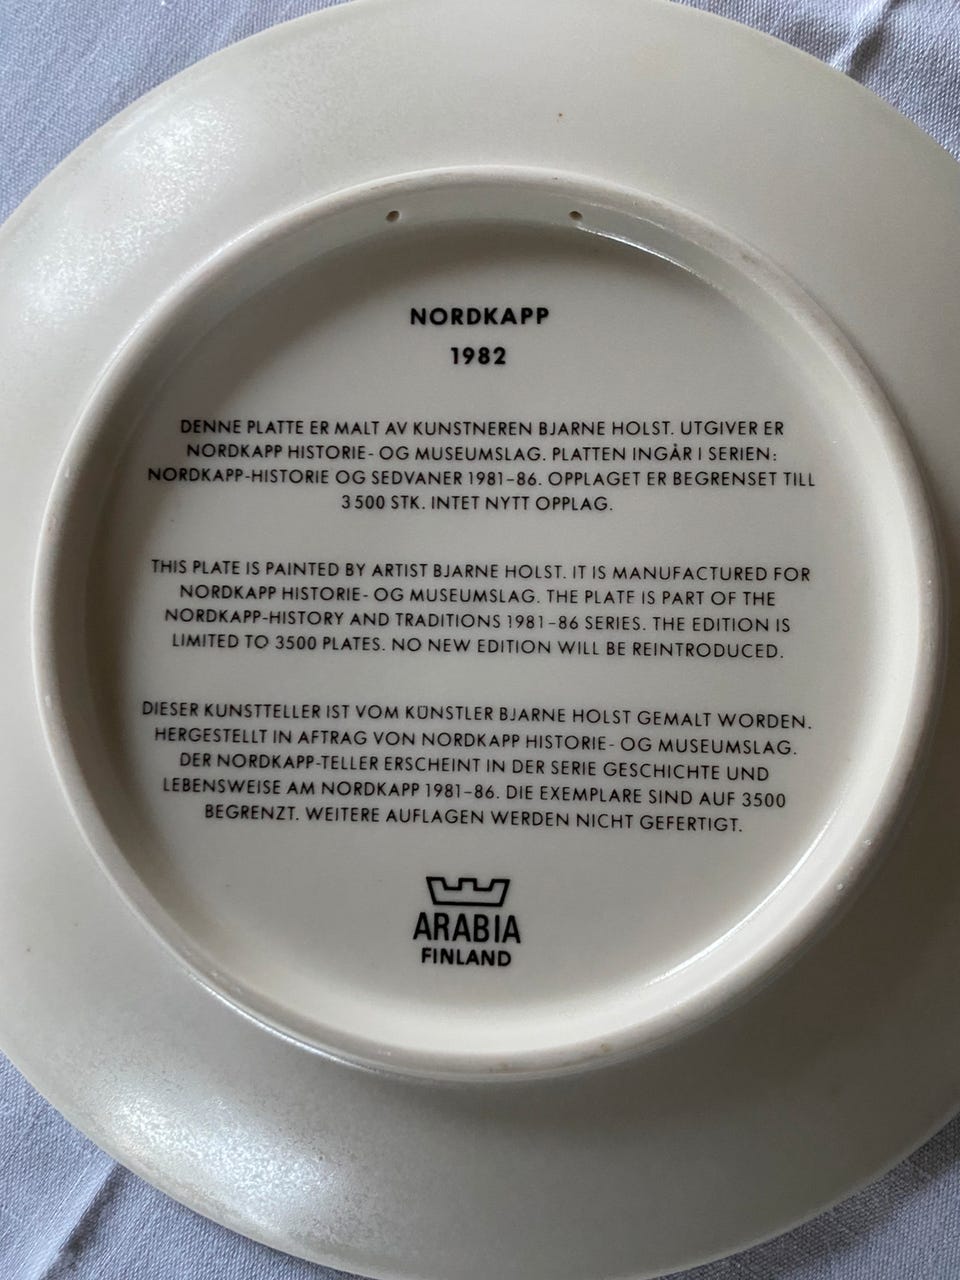 NORDKAPP
1982
DENNE PLATTE ER MALT AV KUNSTNEREN BJARNE HOLST. UTGIVER ER
NORDKAPP HISTORIE- OG MUSEUMSLAG. PLATTEN INGÅR I SERIEN:
NORDKAPP-HISTORIE OG SEDVANER 1981-86. OPPLAGET ER BEGRENSET TILL
3500 STK. INTET NYTT OPPLAG.
THIS PLATE IS PAINTED BY ARTIST BJARNE HOLST. IT IS MANUFACTURED FOR
NORDKAPP HISTORIE- OG MUSEUMSLAG. THE PLATE IS PART OF THE
NORDKAPP-HISTORY AND TRADITIONS 1981-86 SERIES. THE EDITION IS
LIMITED TO 3500 PLATES. NO NEW EDITION WILL BE REINTRODUCED.
DIESER KUNSTTELLER IST VOM KÜNSTLER BJARNE HOLST GEMALT WORDEN.
HERGESTELLT IN AFTRAG VON NORDKAPP HISTORIE- OG MUSEUMSLAG.
DER NORDKAPP-TELLER ERSCHEINT IN DER SERIE GESCHICHTE UND
LEBENSWEISE AM NORDKAPP 1981-86. DIE EXEMPLARE SIND AUF 3500
BEGRENZT. WEITERE AUFLAGEN WERDEN NICHT GEFERTIGT.
ARABIA
FINLAND